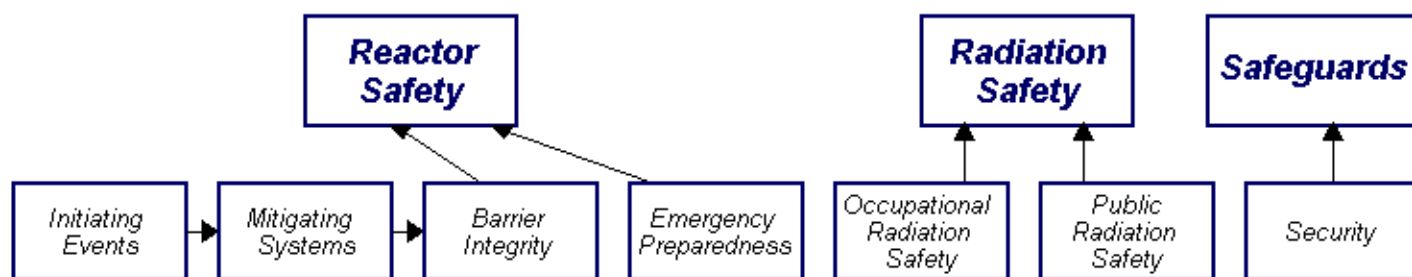 Reactor
Safety
Radiation
Safety
Safeguards
Initiating
Events
Mitigating
Systems
Barrier
Integrity
Emergency
Preparedness
Occupational
Radiation
Safety
Public
Radiation
Safety
Security